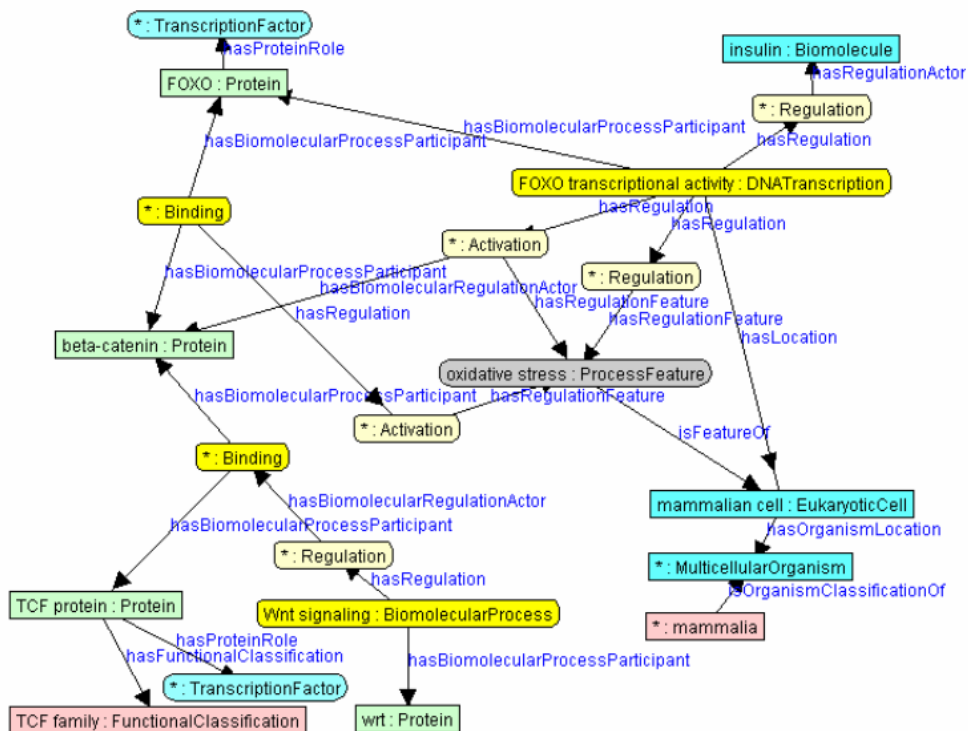 * : TranscriptionFactor
hasProteinRole
FOXO : Protein
insulin : Biomolecule
hasRegulationActor
* : Regulation
hasBiomolecularProcessParticipant
hasBiomolecularProcessParticipant
hasRegulation
FOXO transcriptional activity : DNATranscription
* : Binding
hasRegulation
hasRegulation
* : Activation
hasBiomolecularProcessParticipant
* : Regulation
hasBiomolecularRegulationActor
hasRegulationFeature
hasRegulation
hasRegulationFeature
hasLocation
beta-catenin : Protein
oxidative stress : ProcessFeature
hasBiomolecularProcessParticipant
hasRegulationFeature
* : Activation
isFeatureOf
* : Binding
hasBiomolecularRegulationActor
mammalian cell : EukaryoticCell
hasBiomolecularProcessParticipant
hasOrganismLocation
* : Regulation
* : MulticellularOrganism
hasRegulation
isOrganismClassificationOf
TCF protein : Protein
Wnt signaling : BiomolecularProcess
* : mammalia
hasProteinRole
hasFunctionalClassification
hasBiomolecularProcessParticipant
* : TranscriptionFactor
TCF family : FunctionalClassification
wrt : Protein